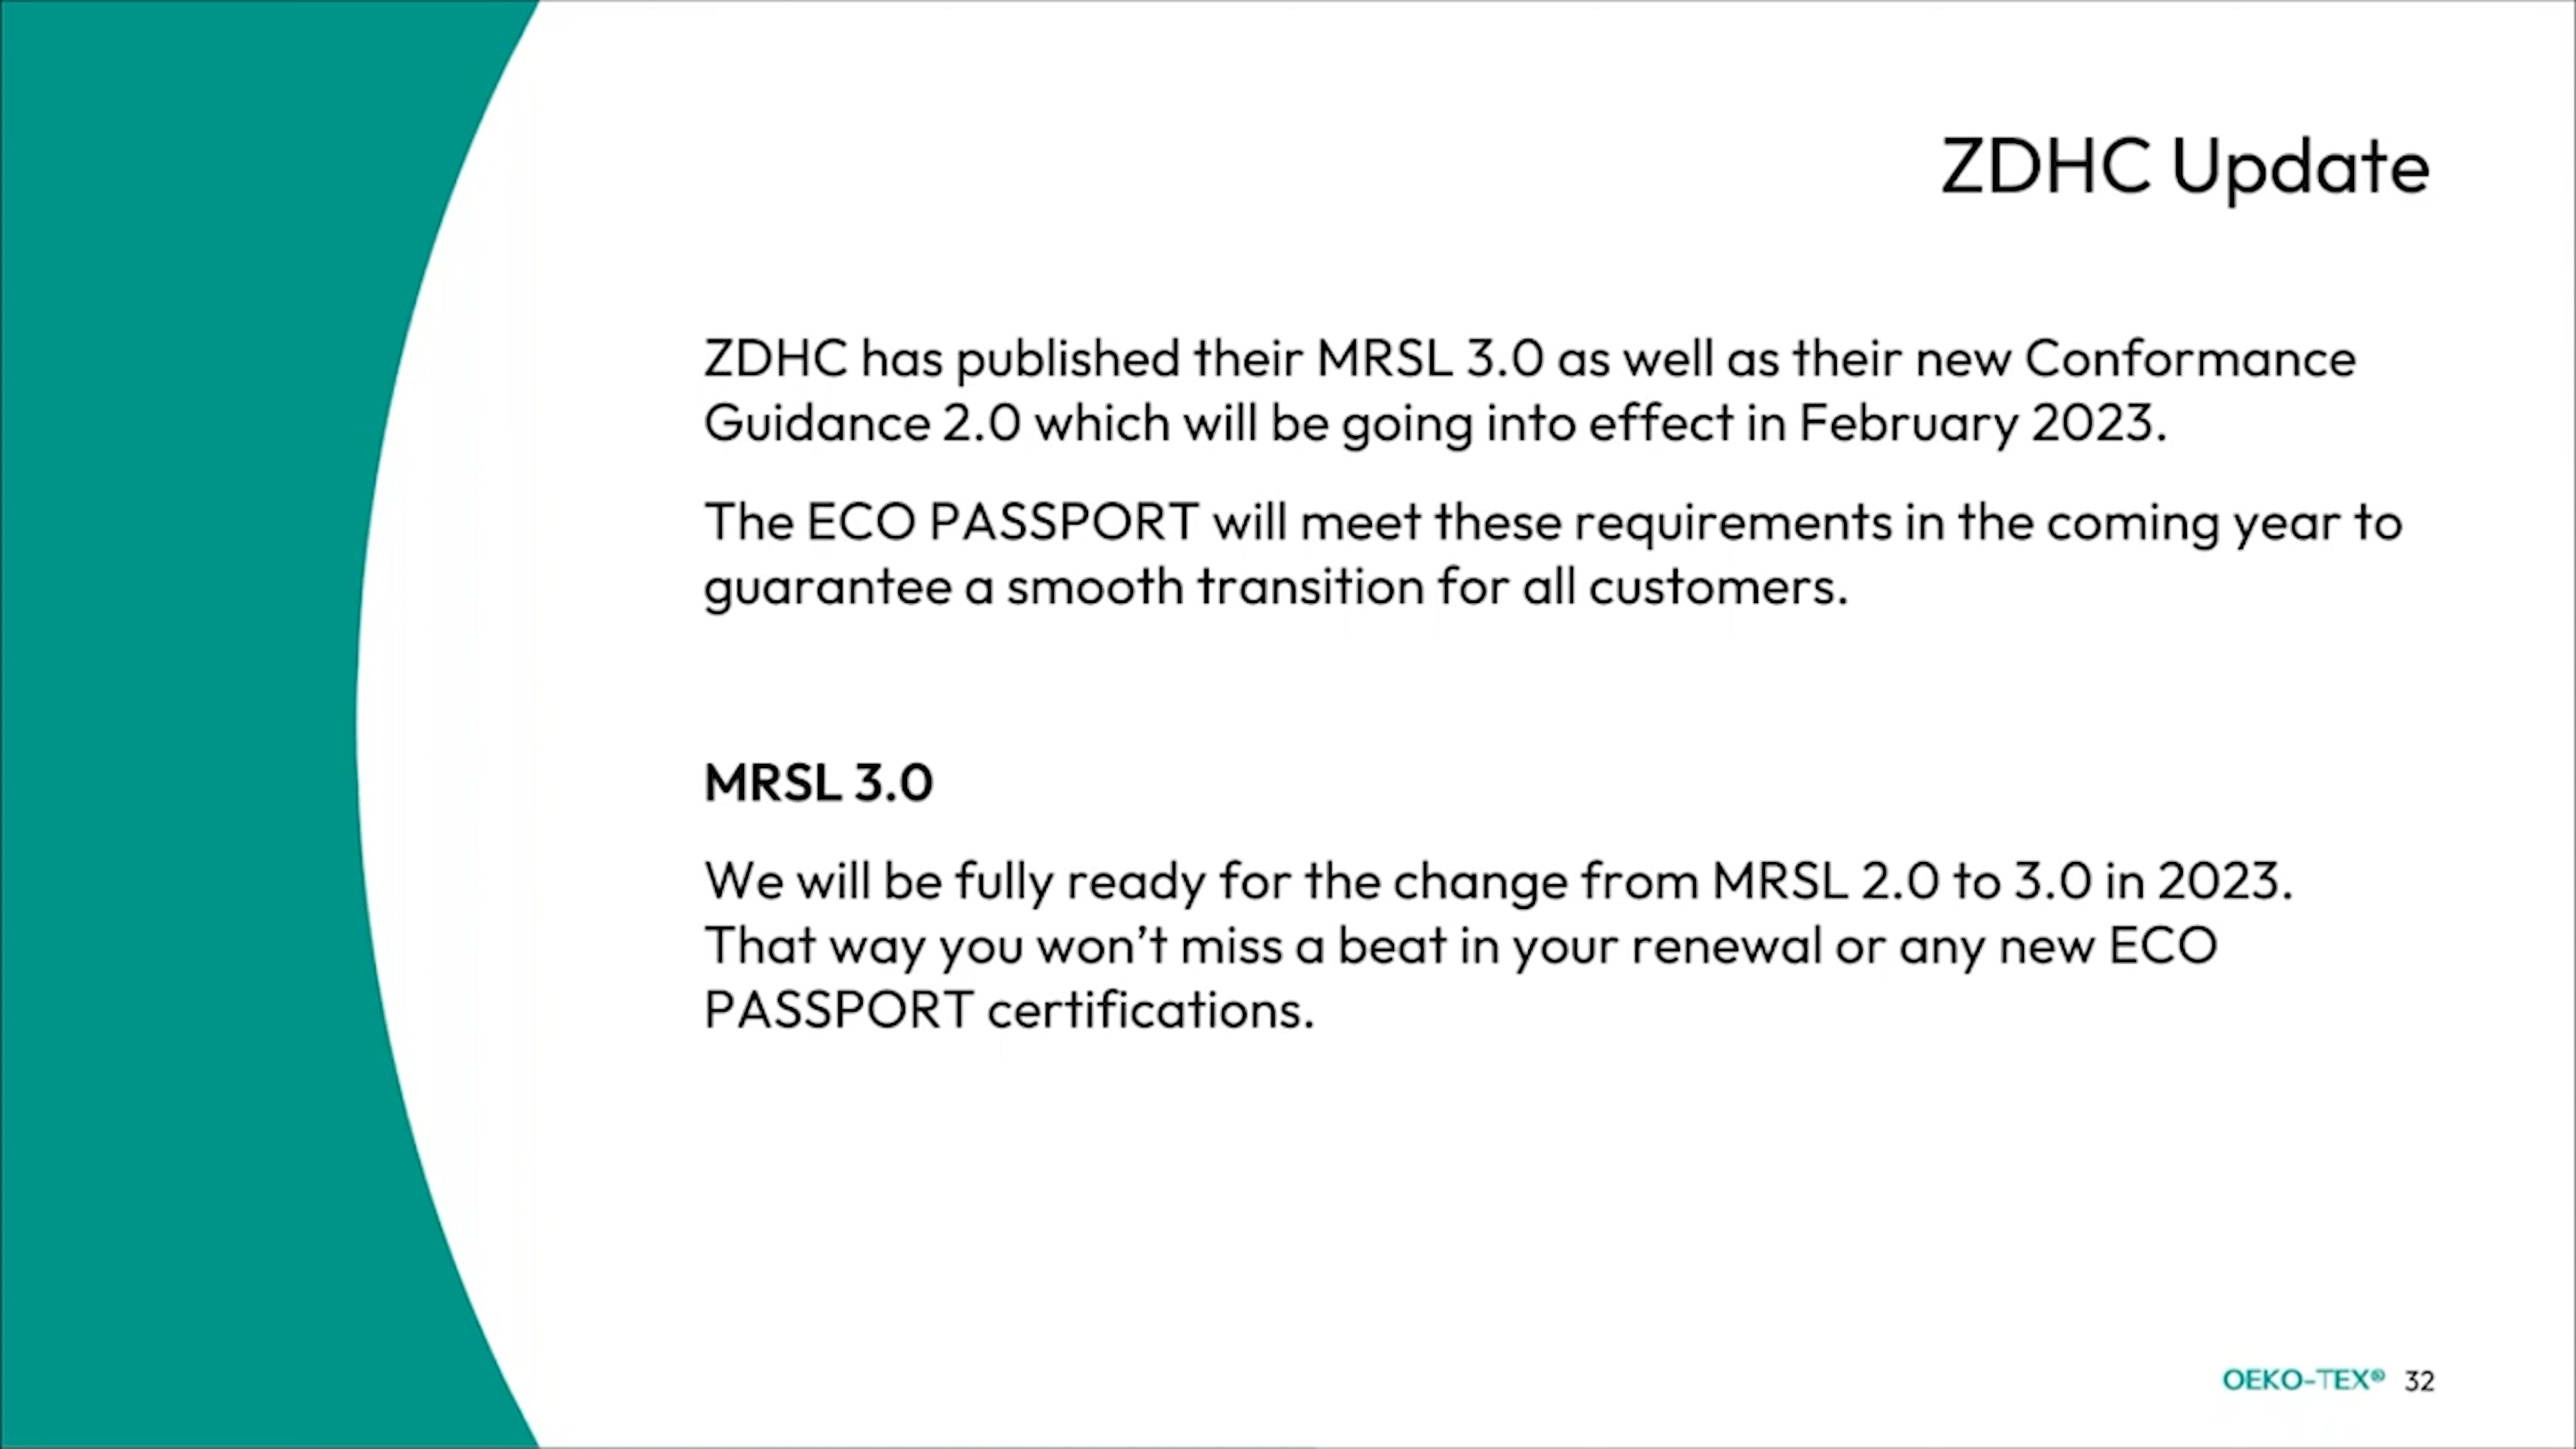 ZDHC Update
ZDHC has published their MRSL 3.0 as well as their new Conformance
Guidance 2.0 which will be going into effect in February 2023.
The ECO PASSPORT will meet these requirements in the coming year to
guarantee a smooth transition for all customers.
MRSL 3.0
We will be fully ready for the change from MRSL 2.0 to 3.0 in 2023.
That way you won’t miss a beat in your renewal or any new ECO
PASSPORT certifications.
OEKO-TEX® 32